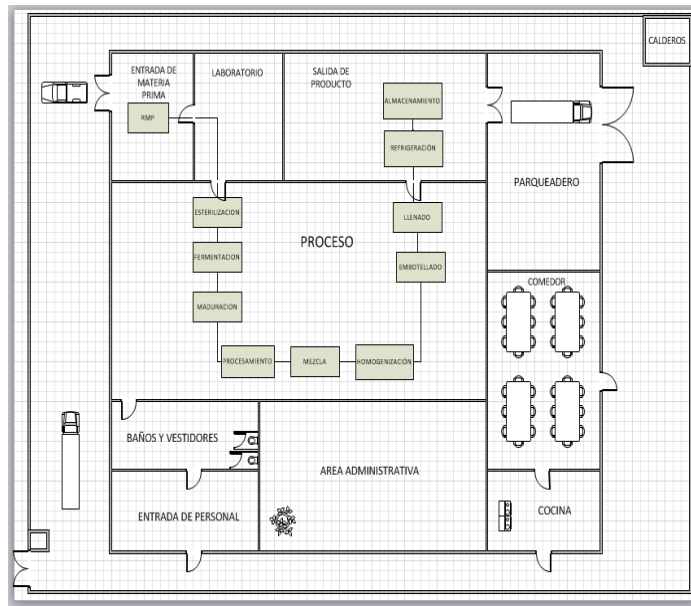 CALDEROS
ENTRADA DE
MATERIA
PRIMA
LABORATORIO
SALIDA DE
PRODUCTO
RMP
ALMACENAMIENTO
REFRIGERACIÓN
PARQUEADERO
ESTERILIZACION
LLENADO
PROCESO
FERMENTACION
EMBOTELLADO
COMEDOR
MADURACION
PROCESAMIENTO
MEZCLA
HOMOGENIZACIÓN
BAÑOS Y VESTIDORES
AREA ADMINISTRATIVA
ENTRADA DE PERSONAL
COCINA